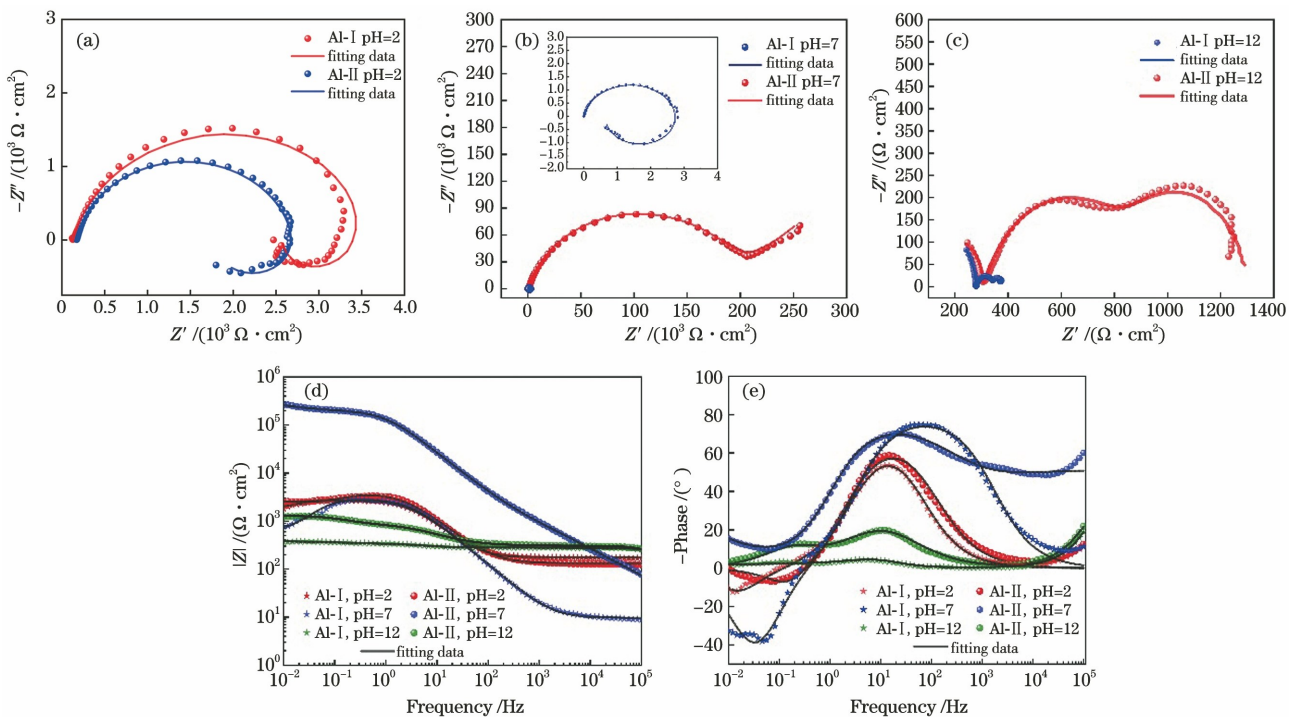 (a)
Al-Ⅰ pH=2
fitting data
Al-Ⅱ pH=2
fitting data
3
2
1
0
-Z″ /(10³ Ω · cm²)
0
0.5
1.0
1.5
2.0
2.5
3.0
3.5
4.0
Z′ /(10³ Ω · cm²)
(b)
Al-Ⅰ pH=7
fitting data
Al-Ⅱ pH=7
fitting data
300
270
240
210
180
150
120
90
60
30
0
-Z″ /(10³ Ω · cm²)
3.0
2.5
2.0
1.5
1.0
0.5
0
-0.5
-1.0
-1.5
-2.0
0
1
2
3
4
0
50
100
150
200
250
300
Z′ /(10³ Ω · cm²)
(c)
Al-Ⅰ pH=12
fitting data
Al-Ⅱ pH=12
fitting data
600
550
500
450
400
350
300
250
200
150
100
50
0
-Z″ /(Ω · cm²)
200
400
600
800
1000
1200
1400
Z′ /(Ω · cm²)
(d)
10⁶
10⁵
10⁴
10³
10²
10¹
10⁰
|Z| /(Ω · cm²)
Al-Ⅰ, pH=2
Al-Ⅱ, pH=2
Al-Ⅰ, pH=7
Al-Ⅱ, pH=7
Al-Ⅰ, pH=12
Al-Ⅱ, pH=12
fitting data
10⁻²
10⁻¹
10⁰
10¹
10²
10³
10⁴
10⁵
Frequency /Hz
(e)
100
80
60
40
20
0
-20
-40
-Phase /(°)
Al-Ⅰ, pH=2
Al-Ⅱ, pH=2
Al-Ⅰ, pH=7
Al-Ⅱ, pH=7
Al-Ⅰ, pH=12
Al-Ⅱ, pH=12
fitting data
10⁻²
10⁻¹
10⁰
10¹
10²
10³
10⁴
10⁵
Frequency /Hz